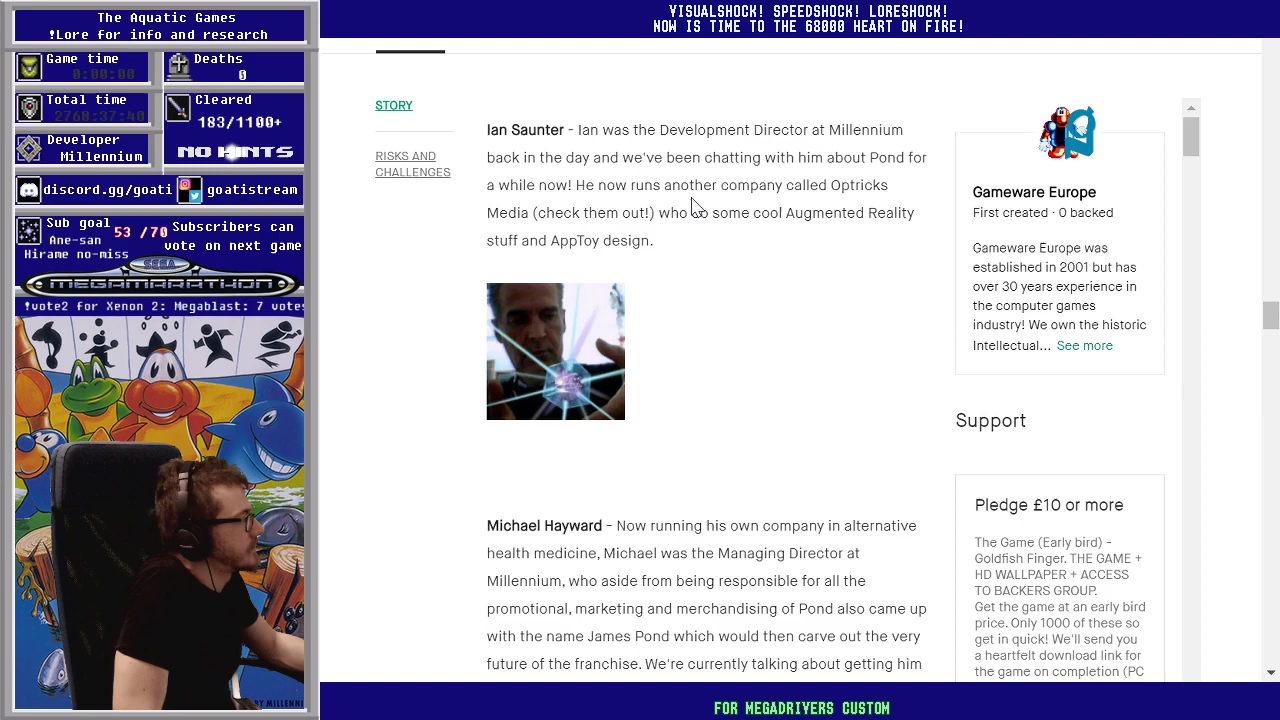 The Aquatic Games
!Lore for info and research
Game time
0:00:00
Deaths
0
Total time
2768:37:40
Cleared
183/1100+
NO HINTS
Developer
Millennium
discord.gg/goati
goatistream
Sub goal
53 /70
Ane-san
Hirame no-miss
Subscribers can
vote on next game
SEGA
MEGAMARATHON
!vote2 for Xenon 2: Megablast: 7 votes
BY MILLENNI
VISUALSHOCK! SPEEDSHOCK! LORESHOCK!
NOW IS TIME TO THE 68000 HEART ON FIRE!
STORY
RISKS AND
CHALLENGES
Ian Saunter - Ian was the Development Director at Millennium
back in the day and we've been chatting with him about Pond for
a while now! He now runs another company called Optricks
Media (check them out!) who do some cool Augmented Reality
stuff and AppToy design.
Michael Hayward - Now running his own company in alternative
health medicine, Michael was the Managing Director at
Millennium, who aside from being responsible for all the
promotional, marketing and merchandising of Pond also came up
with the name James Pond which would then carve out the very
future of the franchise. We're currently talking about getting him
Gameware Europe
First created · 0 backed
Gameware Europe was
established in 2001 but has
over 30 years experience in
the computer games
industry! We own the historic
Intellectual... See more
Support
Pledge £10 or more
The Game (Early bird) -
Goldfish Finger. THE GAME +
HD WALLPAPER + ACCESS
TO BACKERS GROUP.
Get the game at an early bird
price. Only 1000 of these so
get in quick! We'll send you
a heartfelt download link for
the game on completion (PC
FOR MEGADRIVERS CUSTOM